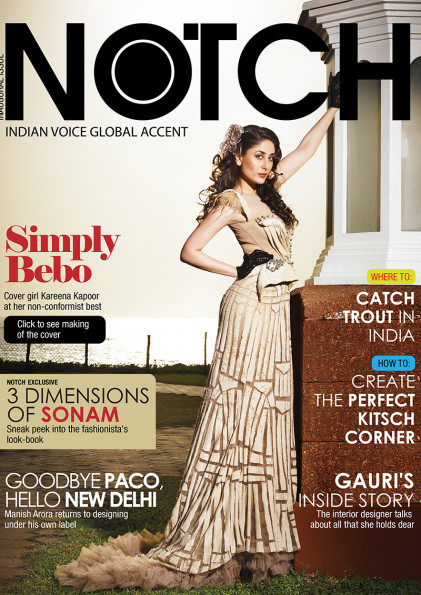 INAUGURAL ISSUE
NOTCH
INDIAN VOICE GLOBAL ACCENT
Simply
Bebo
Cover girl Kareena Kapoor
at her non-conformist best
Click to see making
of the cover
NOTCH EXCLUSIVE
3 DIMENSIONS
OF SONAM
Sneak peek into the fashionista's
look-book
GOODBYE PACO,
HELLO NEW DELHI
Manish Arora returns to designing
under his own label
WHERE TO:
CATCH
TROUT IN
INDIA
HOW TO:
CREATE
THE PERFECT
KITSCH
CORNER
GAURI'S
INSIDE STORY
The interior designer talks
about all that she holds dear